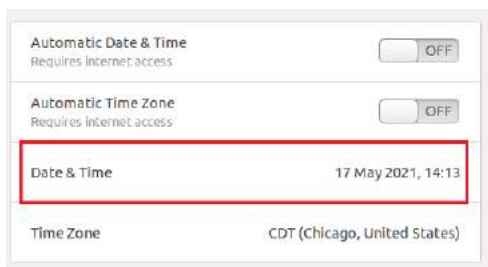 Automatic Date & Time
OFF
Requires internet access
Automatic Time Zone
OFF
Requires internet access
Date & Time 17 May 2021, 14:13
Time Zone CDT (Chicago, United States)